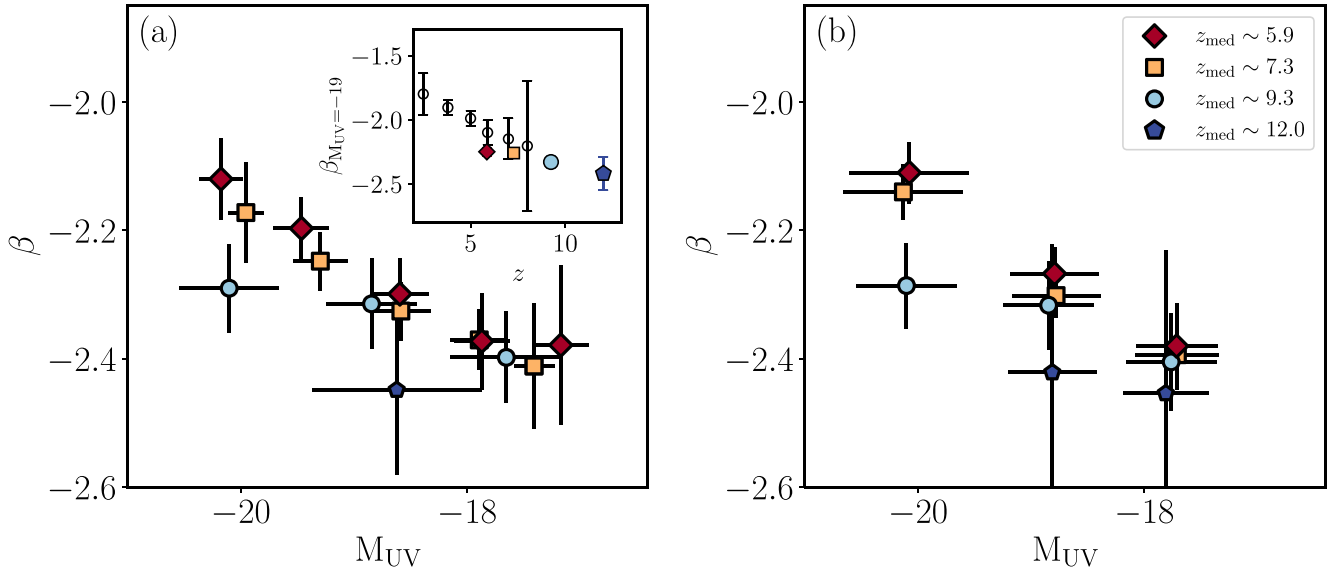 (a)
−2.0
−2.2
−2.4
−2.6
β
−20
−18
M_UV
−1.5
−2.0
−2.5
β_{M_UV=−19}
5
10
z
(b)
z_med ∼ 5.9
z_med ∼ 7.3
z_med ∼ 9.3
z_med ∼ 12.0
−2.0
−2.2
−2.4
−2.6
β
−20
−18
M_UV